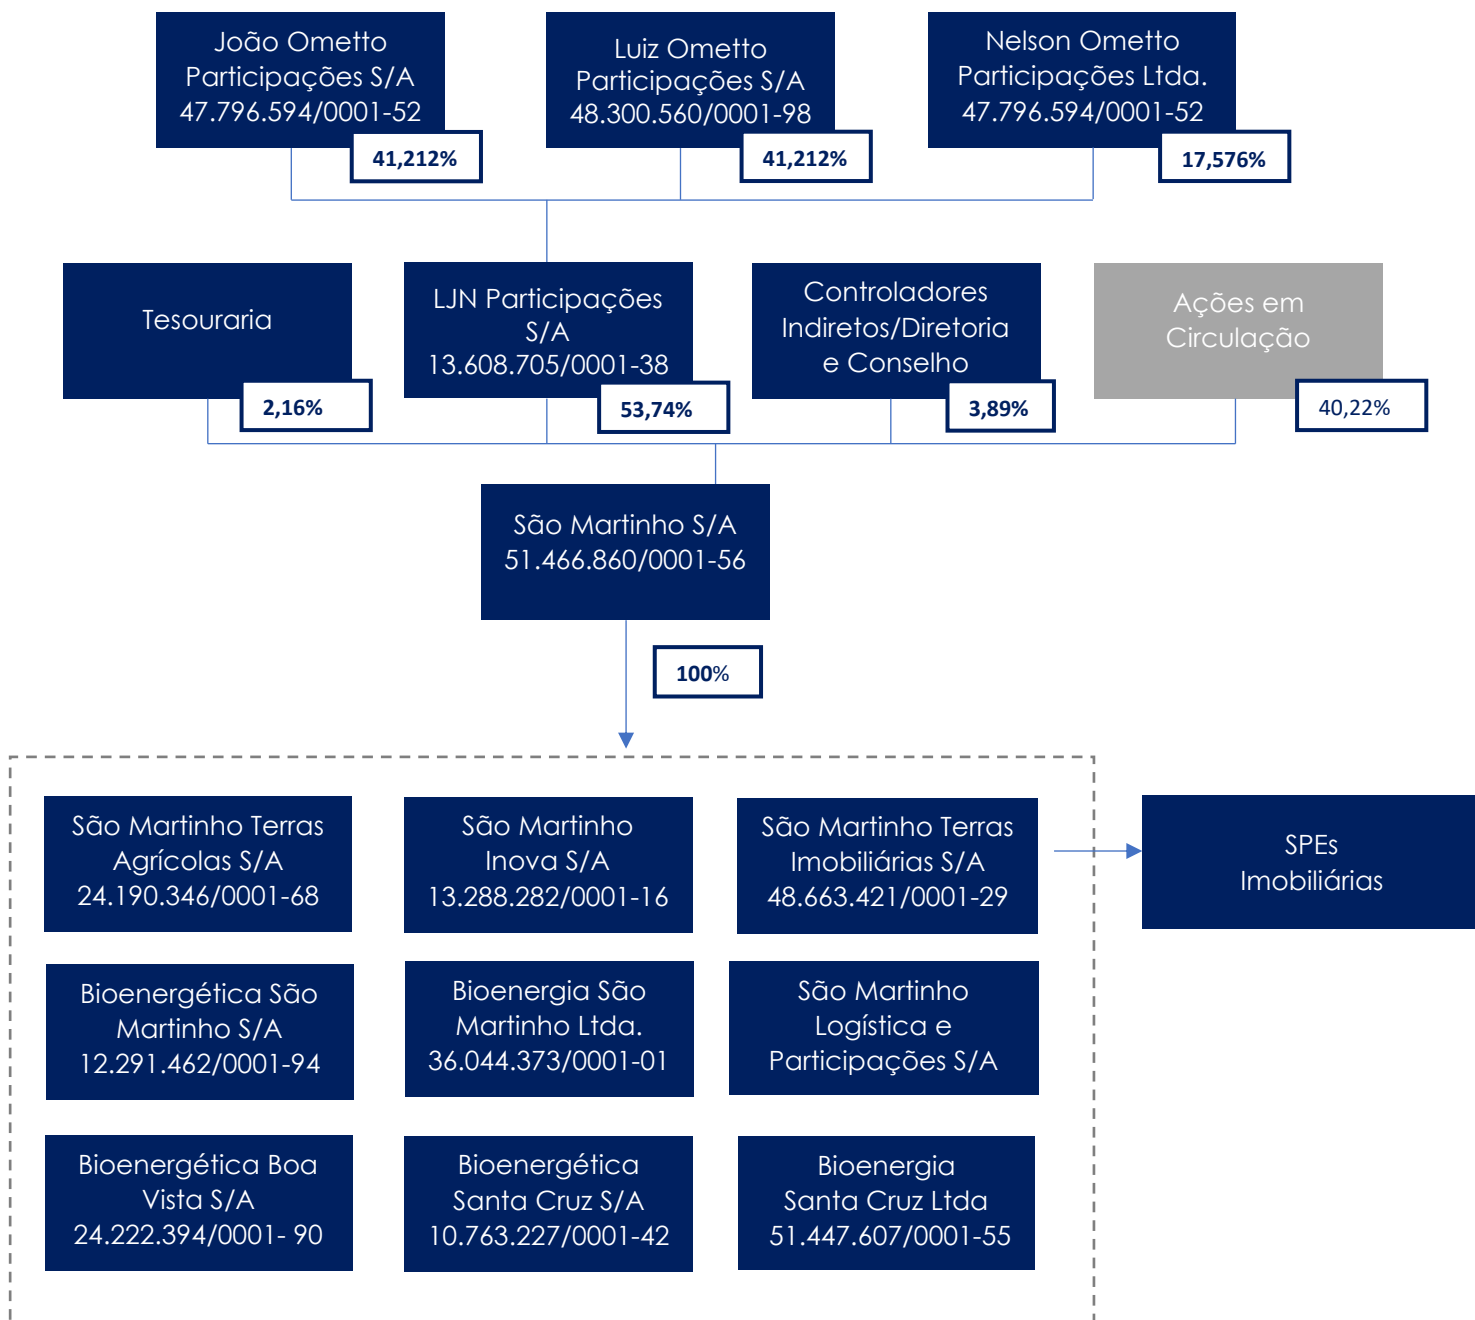 João Ometto
Participações S/A
47.796.594/0001-52
41,212%
Luiz Ometto
Participações S/A
48.300.560/0001-98
41,212%
Nelson Ometto
Participações Ltda.
47.796.594/0001-52
17,576%
Tesouraria
2,16%
LJN Participações
S/A
13.608.705/0001-38
53,74%
Controladores
Indiretos/Diretoria
e Conselho
3,89%
Ações em
Circulação
40,22%
São Martinho S/A
51.466.860/0001-56
100%
São Martinho Terras
Agrícolas S/A
24.190.346/0001-68
São Martinho
Inova S/A
13.288.282/0001-16
São Martinho Terras
Imobiliárias S/A
48.663.421/0001-29
SPEs
Imobiliárias
Bioenergética São
Martinho S/A
12.291.462/0001-94
Bioenergia São
Martinho Ltda.
36.044.373/0001-01
São Martinho
Logística e
Participações S/A
Bioenergética Boa
Vista S/A
24.222.394/0001- 90
Bioenergética
Santa Cruz S/A
10.763.227/0001-42
Bioenergia
Santa Cruz Ltda
51.447.607/0001-55